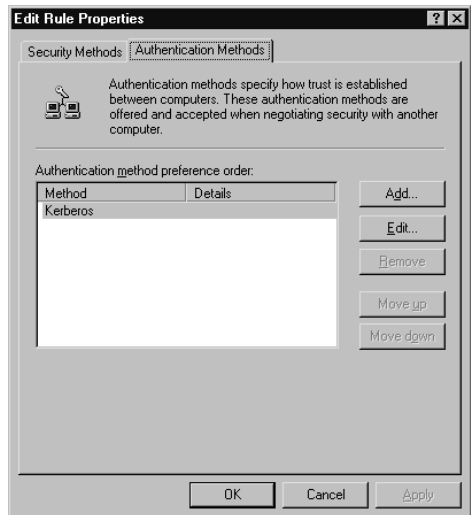 Edit Rule Properties
Security Methods Authentication Methods
Authentication methods specify how trust is established
between computers. These authentication methods are
offered and accepted when negotiating security with another
computer.
Authentication method preference order:
Method Details
Kerberos
Add...
Edit...
Remove
Move up
Move down
OK Cancel Apply